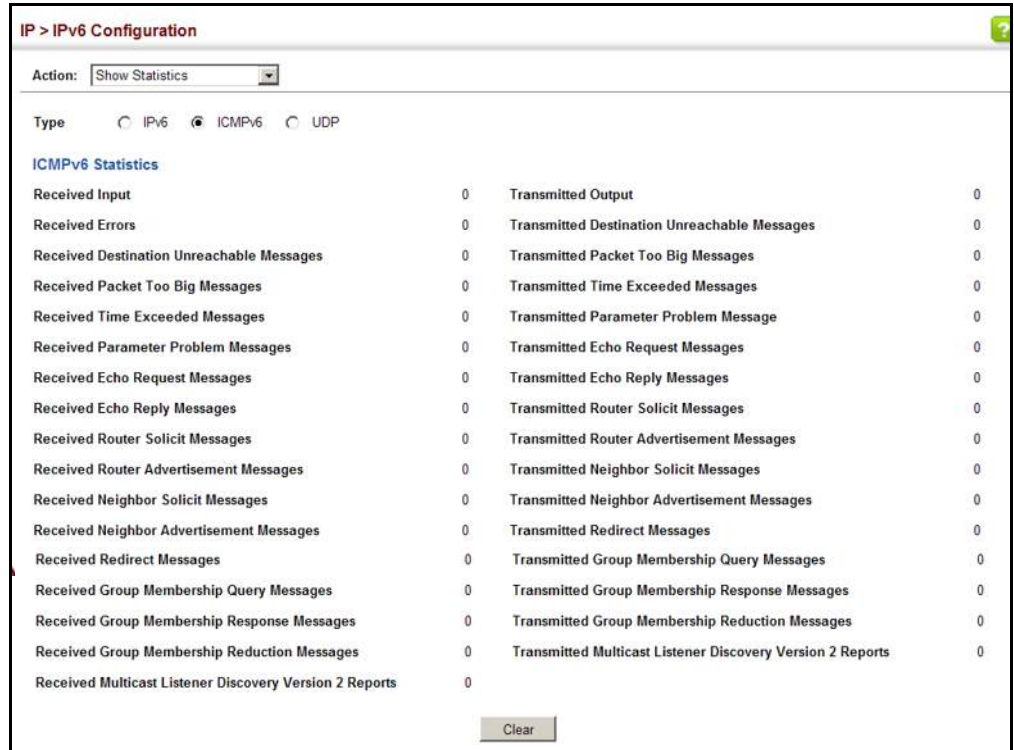 IP > IPv6 Configuration
?
Action: Show Statistics
Type IPv6 ICMPv6 UDP
ICMPv6 Statistics
Received Input 0 Transmitted Output 0
Received Errors 0 Transmitted Destination Unreachable Messages 0
Received Destination Unreachable Messages 0 Transmitted Packet Too Big Messages 0
Received Packet Too Big Messages 0 Transmitted Time Exceeded Messages 0
Received Time Exceeded Messages 0 Transmitted Parameter Problem Message 0
Received Parameter Problem Messages 0 Transmitted Echo Request Messages 0
Received Echo Request Messages 0 Transmitted Echo Reply Messages 0
Received Echo Reply Messages 0 Transmitted Router Solicit Messages 0
Received Router Solicit Messages 0 Transmitted Router Advertisement Messages 0
Received Router Advertisement Messages 0 Transmitted Neighbor Solicit Messages 0
Received Neighbor Solicit Messages 0 Transmitted Neighbor Advertisement Messages 0
Received Neighbor Advertisement Messages 0 Transmitted Redirect Messages 0
Received Redirect Messages 0 Transmitted Group Membership Query Messages 0
Received Group Membership Query Messages 0 Transmitted Group Membership Response Messages 0
Received Group Membership Response Messages 0 Transmitted Group Membership Reduction Messages 0
Received Group Membership Reduction Messages 0 Transmitted Multicast Listener Discovery Version 2 Reports 0
Received Multicast Listener Discovery Version 2 Reports 0
Clear